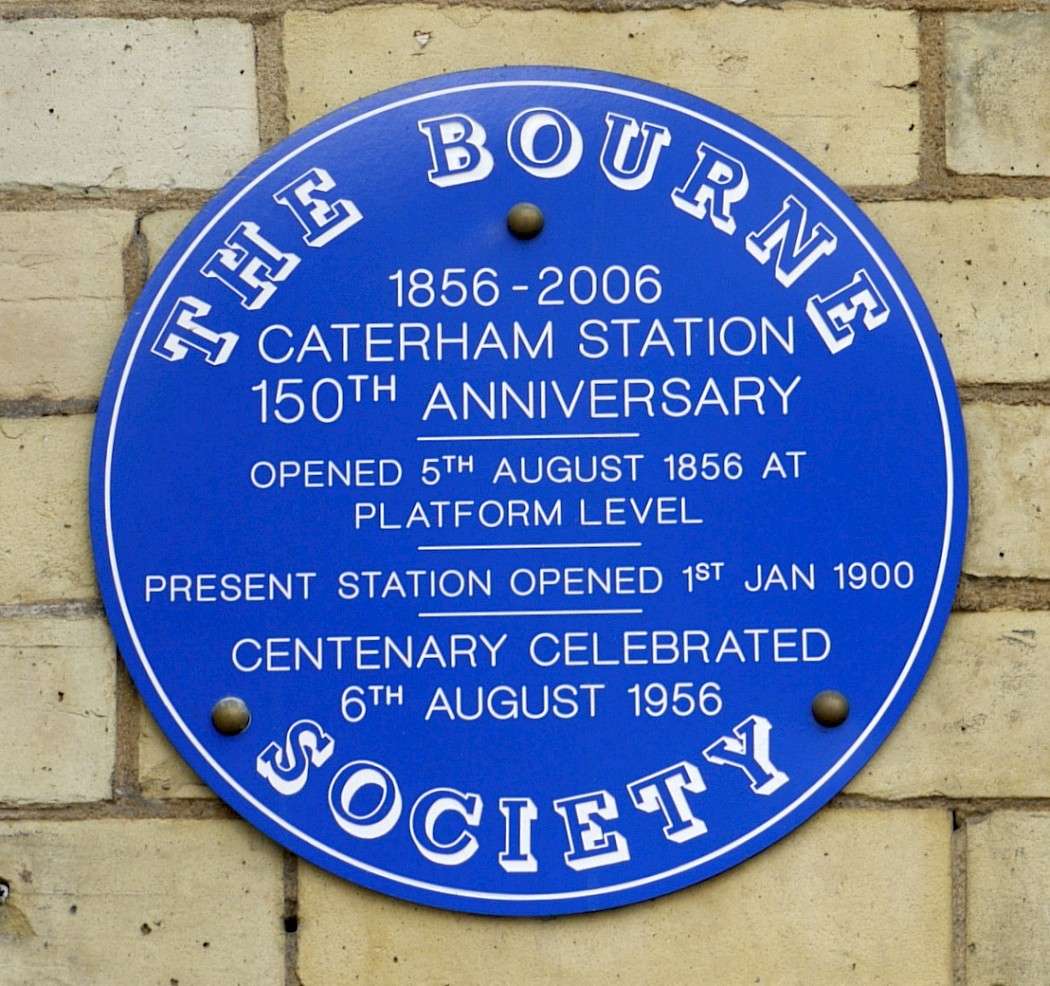 THE BOURNE
1856 - 2006
CATERHAM STATION
150TH ANNIVERSARY
OPENED 5TH AUGUST 1856 AT
PLATFORM LEVEL
PRESENT STATION OPENED 1ST JAN 1900
CENTENARY CELEBRATED
6TH AUGUST 1956
SOCIETY